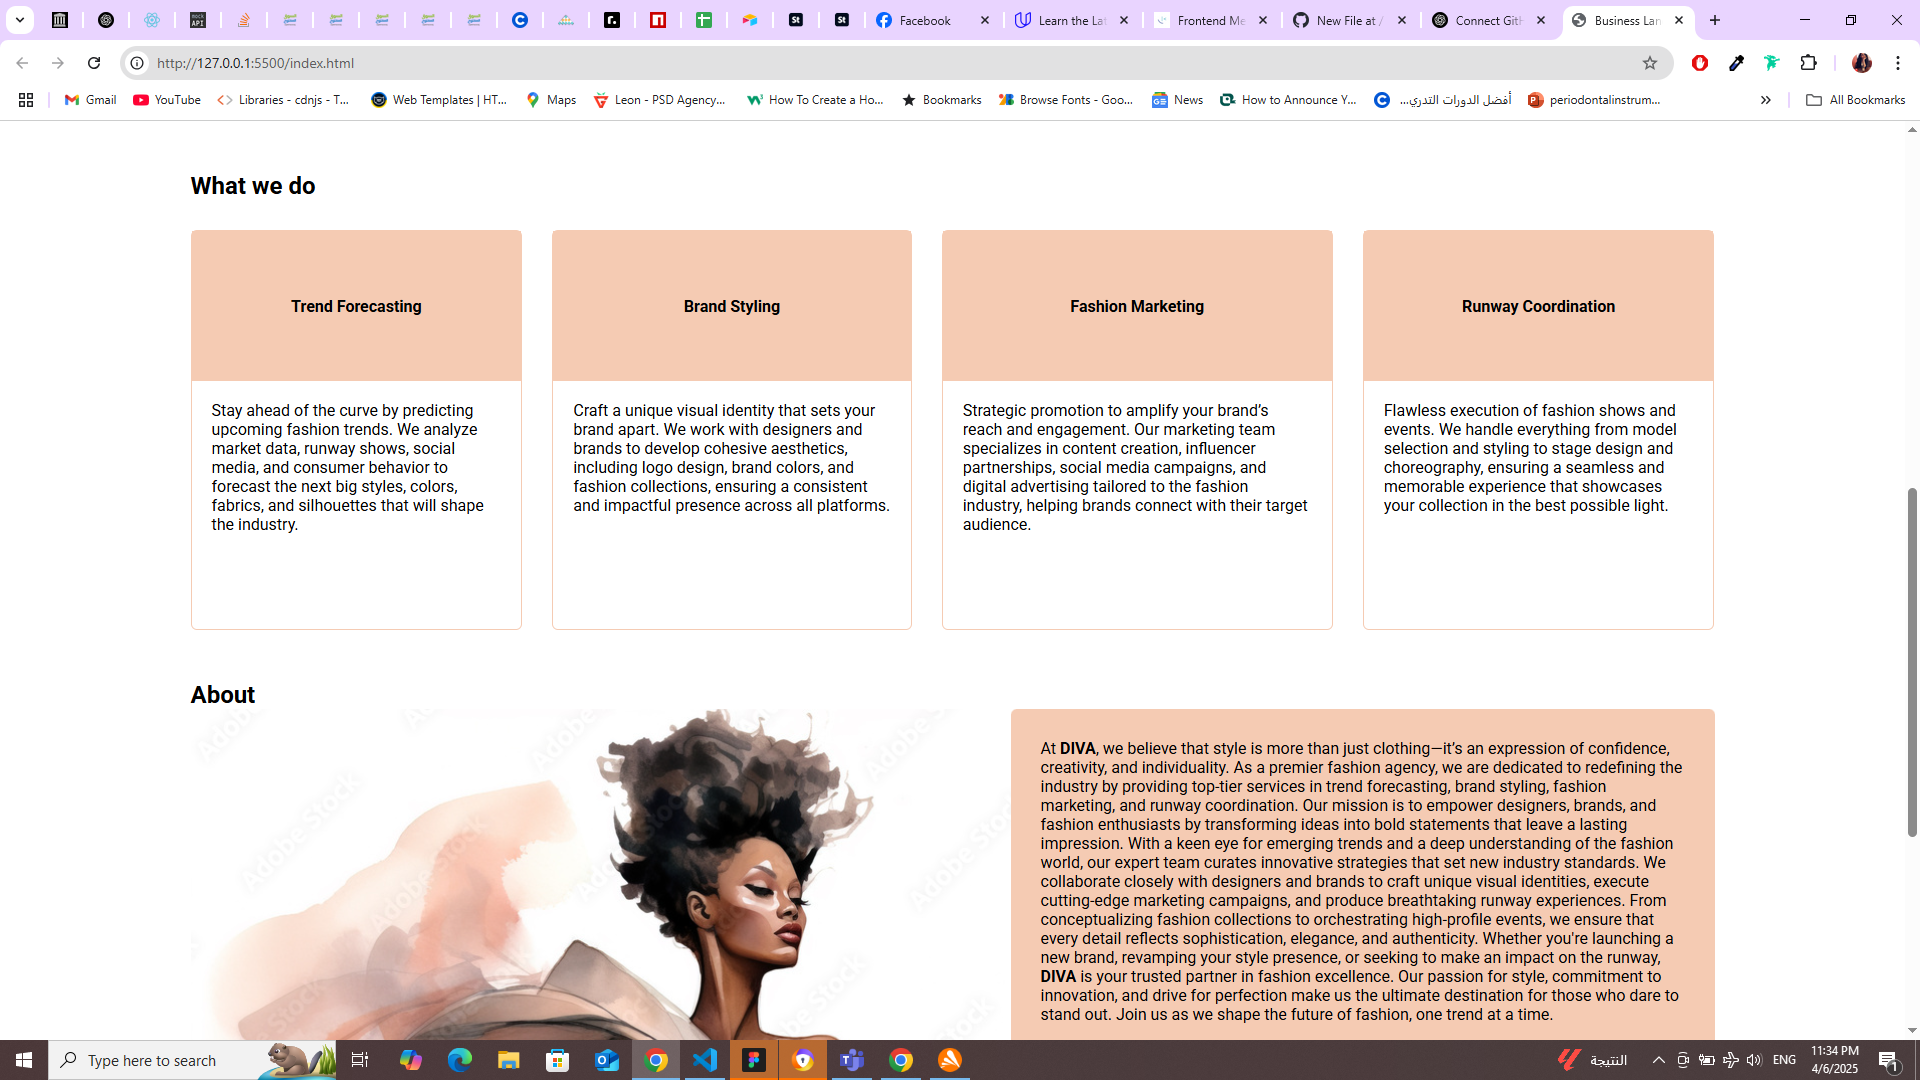 Facebook
Learn the Lat
Frontend Me
New File at /
Connect GitH
Business Lan
http://127.0.0.1:5500/index.html
Gmail
YouTube
Libraries - cdnjs - T...
Web Templates | HT...
Maps
Leon - PSD Agency...
How To Create a Ho...
Bookmarks
Browse Fonts - Goo...
News
How to Announce Y...
أفضل الدورات التدري...
periodontalinstrum...
All Bookmarks
What we do
Trend Forecasting
Stay ahead of the curve by predicting
upcoming fashion trends. We analyze
market data, runway shows, social
media, and consumer behavior to
forecast the next big styles, colors,
fabrics, and silhouettes that will shape
the industry.
Brand Styling
Craft a unique visual identity that sets your
brand apart. We work with designers and
brands to develop cohesive aesthetics,
including logo design, brand colors, and
fashion collections, ensuring a consistent
and impactful presence across all platforms.
Fashion Marketing
Strategic promotion to amplify your brand’s
reach and engagement. Our marketing team
specializes in content creation, influencer
partnerships, social media campaigns, and
digital advertising tailored to the fashion
industry, helping brands connect with their target
audience.
Runway Coordination
Flawless execution of fashion shows and
events. We handle everything from model
selection and styling to stage design and
choreography, ensuring a seamless and
memorable experience that showcases
your collection in the best possible light.
About
Adobe Stock
At DIVA, we believe that style is more than just clothing—it’s an expression of confidence,
creativity, and individuality. As a premier fashion agency, we are dedicated to redefining the
industry by providing top-tier services in trend forecasting, brand styling, fashion
marketing, and runway coordination. Our mission is to empower designers, brands, and
fashion enthusiasts by transforming ideas into bold statements that leave a lasting
impression. With a keen eye for emerging trends and a deep understanding of the fashion
world, our expert team curates innovative strategies that set new industry standards. We
collaborate closely with designers and brands to craft unique visual identities, execute
cutting-edge marketing campaigns, and produce breathtaking runway experiences. From
conceptualizing fashion collections to orchestrating high-profile events, we ensure that
every detail reflects sophistication, elegance, and authenticity. Whether you're launching a
new brand, revamping your style presence, or seeking to make an impact on the runway,
DIVA is your trusted partner in fashion excellence. Our passion for style, commitment to
innovation, and drive for perfection make us the ultimate destination for those who dare to
stand out. Join us as we shape the future of fashion, one trend at a time.
Type here to search
النتيجة
ENG
11:34 PM
4/6/2025
1